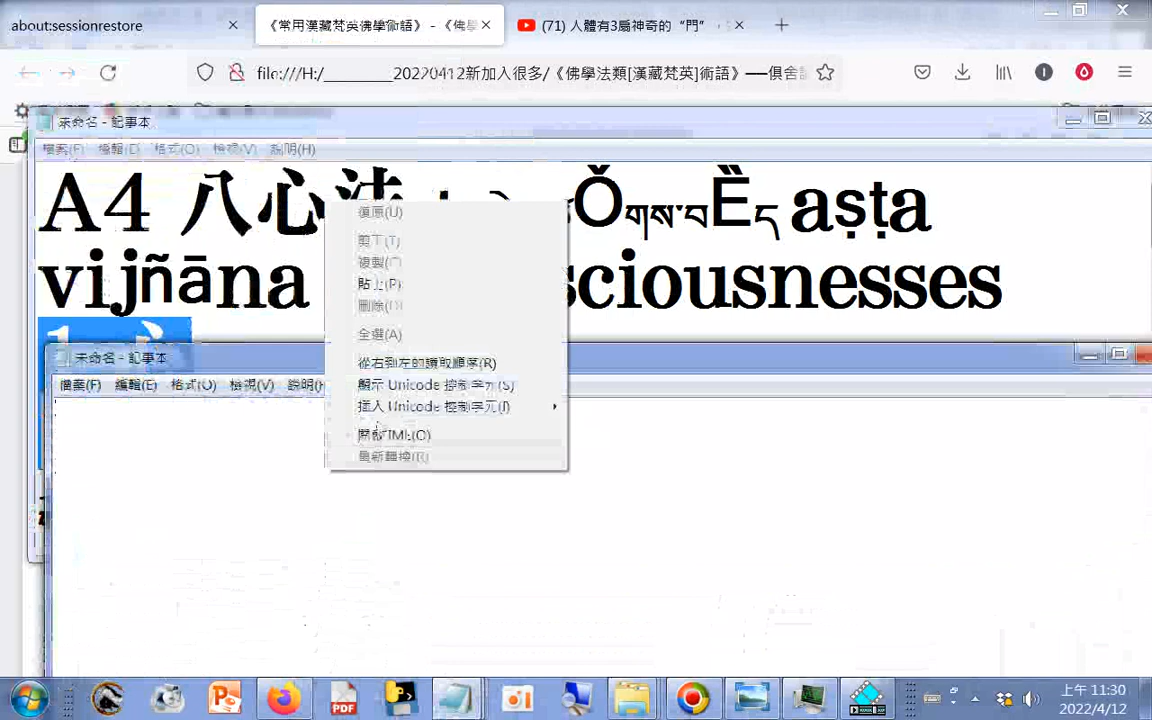 about:sessionrestore
《常用漢藏梵英佛學術語》-《佛學
(71) 人體有3扇神奇的“門”
file:///H:/________20220412新加入很多/《佛學法類[漢藏梵英]術語》──俱舍
未命名 - 記事本
檔案(F) 編輯(E) 格式(O) 檢視(V) 說明(H)
A4 八心法
aṣṭa
vijñāna
sciousnesses
復原(U)
剪下(T)
複製(C)
貼上(P)
刪除(D)
全選(A)
從右到左的讀取順序(R)
顯示 Unicode 控制字元(S)
插入 Unicode 控制字元(I)
開啟 IME(O)
重新轉換(R)
未命名 - 記事本
檔案(F) 編輯(E) 格式(O) 檢視(V) 說明(H
PDF
上午 11:30
2022/4/12